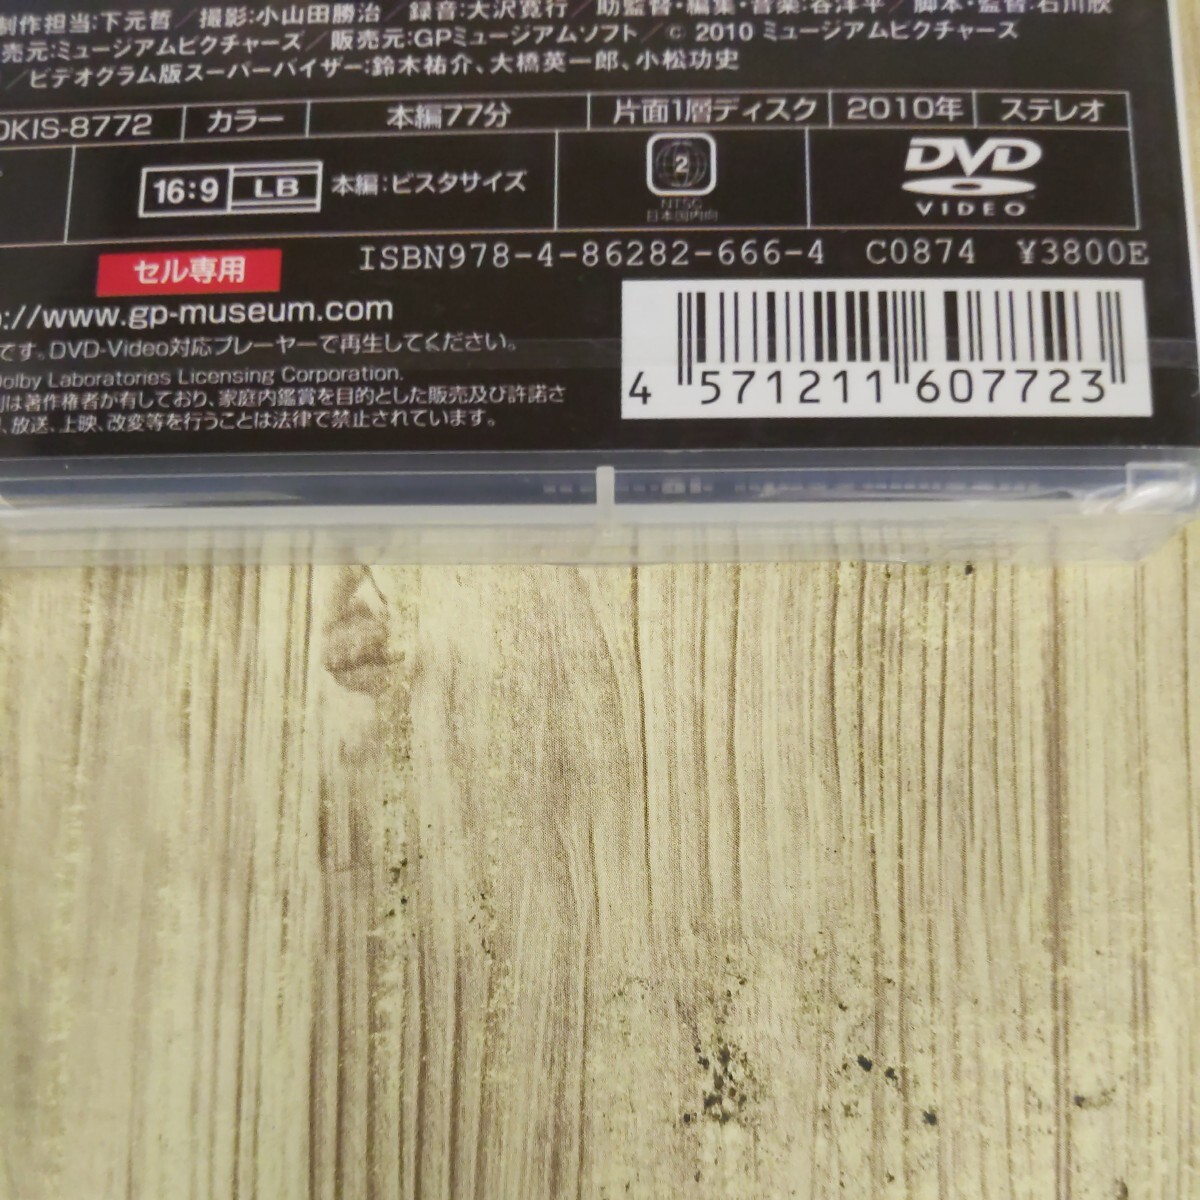 制作担当:下元哲／撮影:小山田勝治／録音:大沢寛行／助監督・編集・音楽:谷洋平／脚本・監督:石川欣
売元:ミュージアムピクチャーズ／販売元:GPミュージアムソフト／© 2010 ミュージアムピクチャーズ
／ビデオグラム版スーパーバイザー:鈴木祐介、大橋英一郎、小松功史
DKIS-8772 カラー 本編77分 片面1層ディスク 2010年 ステレオ
16:9 LB 本編:ビスタサイズ
2
NTSC
日本国内向
DVD
VIDEO
セル専用
ISBN978-4-86282-666-4 C0874 ¥3800E
://www.gp-museum.com
です。DVD-Video対応プレーヤーで再生してください。
Dolby Laboratories Licensing Corporation.
利は著作権者が有しており、家庭内鑑賞を目的とした販売及び許諾さ
、放送、上映、改変等を行うことは法律で禁止されています。
4 571211 607723